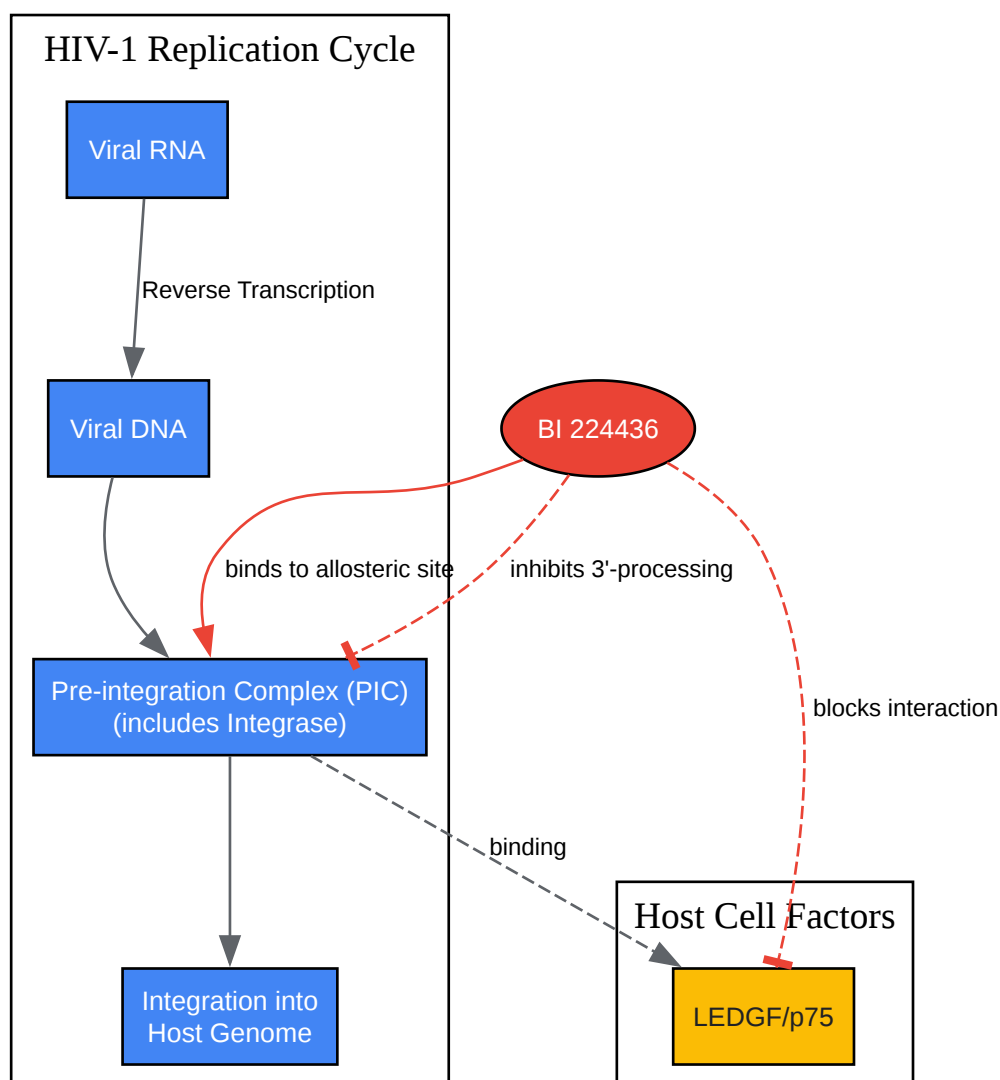 HIV-1 Replication Cycle
Viral RNA
Reverse Transcription
Viral DNA
BI 224436
binds to allosteric site
inhibits 3'-processing
Pre-integration Complex (PIC)
(includes Integrase)
blocks interaction
binding
Host Cell Factors
Integration into
Host Genome
LEDGF/p75